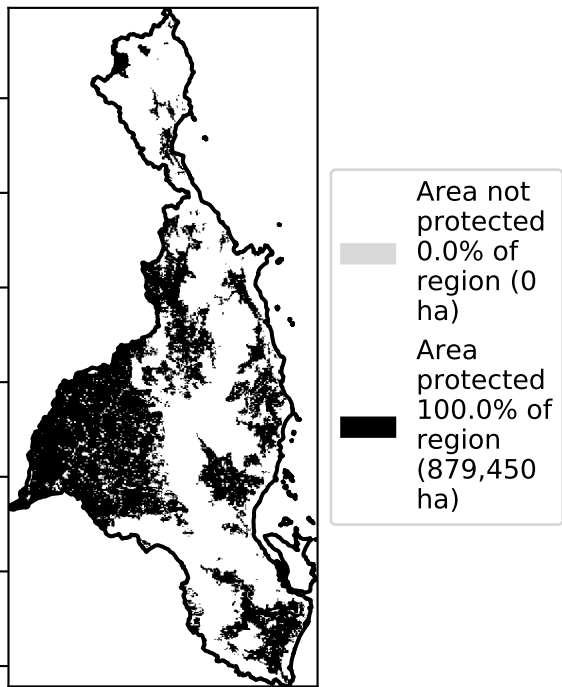 Area not
protected
0.0% of
region (0
ha)
Area
protected
100.0% of
region
(879,450
ha)